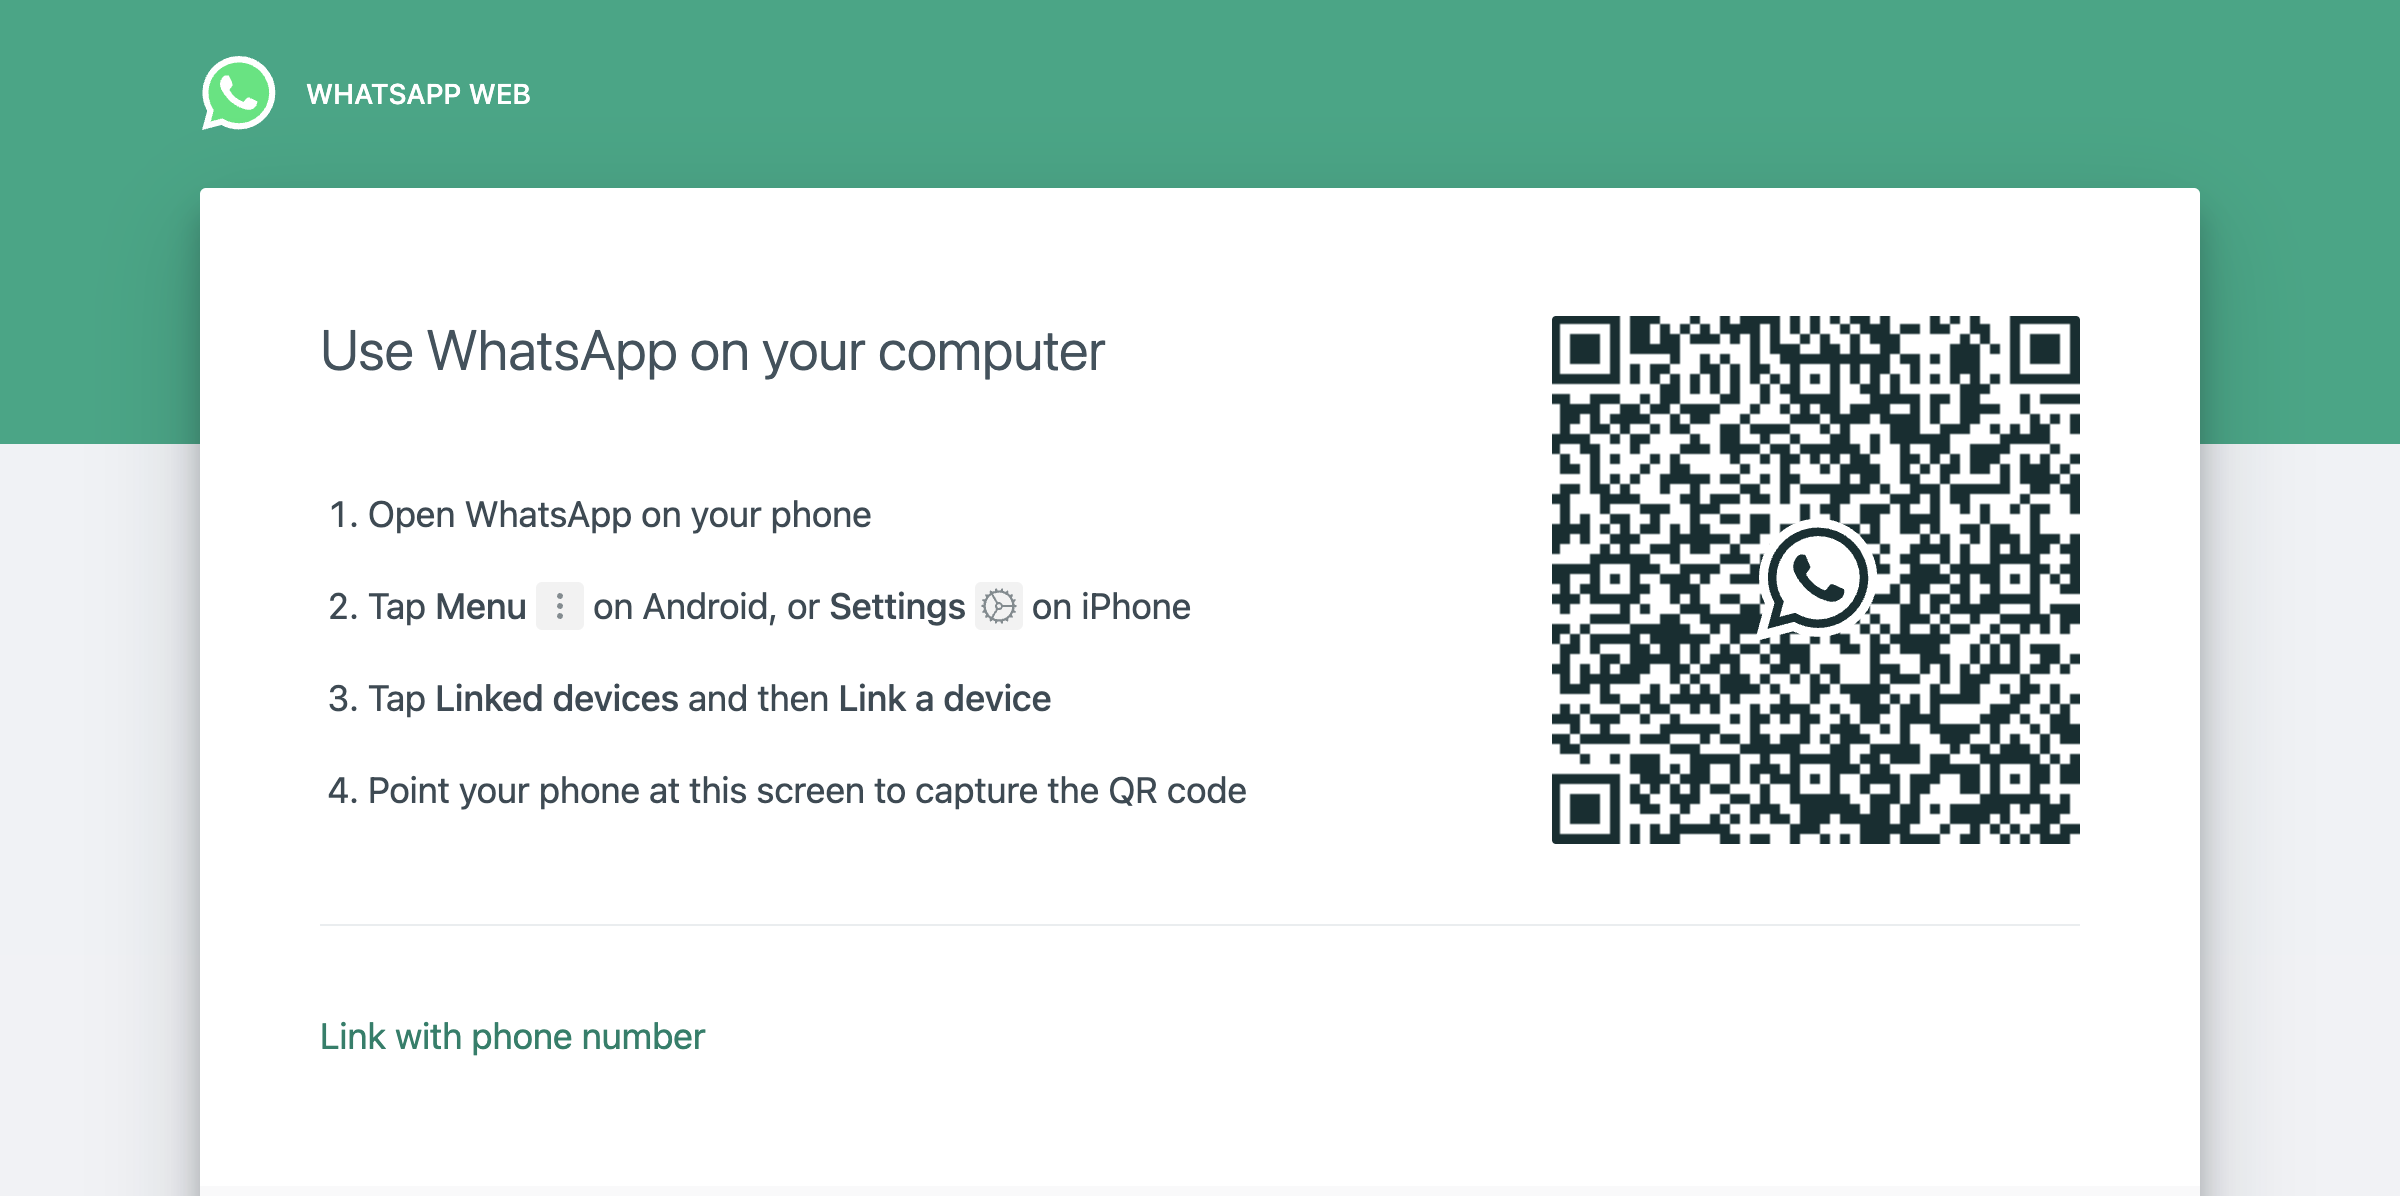 WHATSAPP WEB
Use WhatsApp on your computer
1. Open WhatsApp on your phone
2. Tap Menu on Android, or Settings on iPhone
3. Tap Linked devices and then Link a device
4. Point your phone at this screen to capture the QR code
Link with phone number